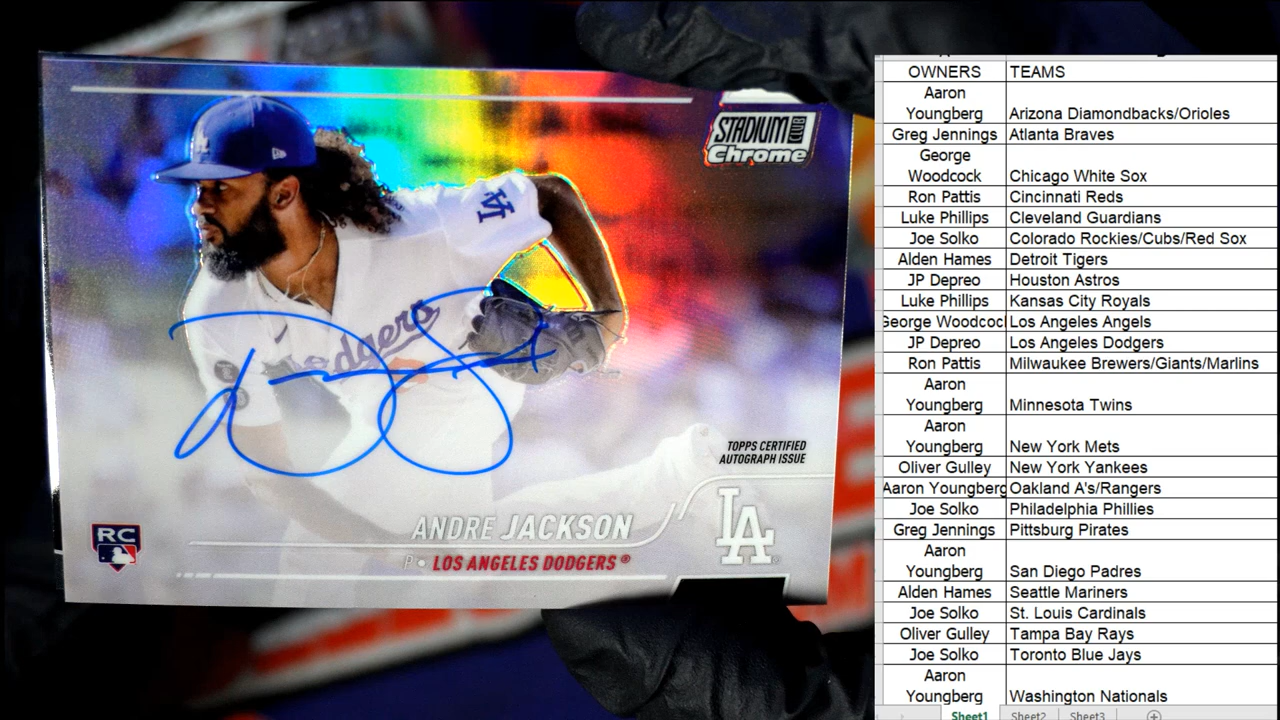 STADIUM CLUB
Chrome
LA
Dodgers
TOPPS CERTIFIED
AUTOGRAPH ISSUE
LA
ANDRE JACKSON
RC
P • LOS ANGELES DODGERS®
OWNERS TEAMS
Aaron
Youngberg Arizona Diamondbacks/Orioles
Greg Jennings Atlanta Braves
George
Woodcock Chicago White Sox
Ron Pattis Cincinnati Reds
Luke Phillips Cleveland Guardians
Joe Solko Colorado Rockies/Cubs/Red Sox
Alden Hames Detroit Tigers
JP Depreo Houston Astros
Luke Phillips Kansas City Royals
George Woodcock Los Angeles Angels
JP Depreo Los Angeles Dodgers
Ron Pattis Milwaukee Brewers/Giants/Marlins
Aaron
Youngberg Minnesota Twins
Aaron
Youngberg New York Mets
Oliver Gulley New York Yankees
Aaron Youngberg Oakland A's/Rangers
Joe Solko Philadelphia Phillies
Greg Jennings Pittsburg Pirates
Aaron
Youngberg San Diego Padres
Alden Hames Seattle Mariners
Joe Solko St. Louis Cardinals
Oliver Gulley Tampa Bay Rays
Joe Solko Toronto Blue Jays
Aaron
Youngberg Washington Nationals
Sheet1 Sheet2 Sheet3